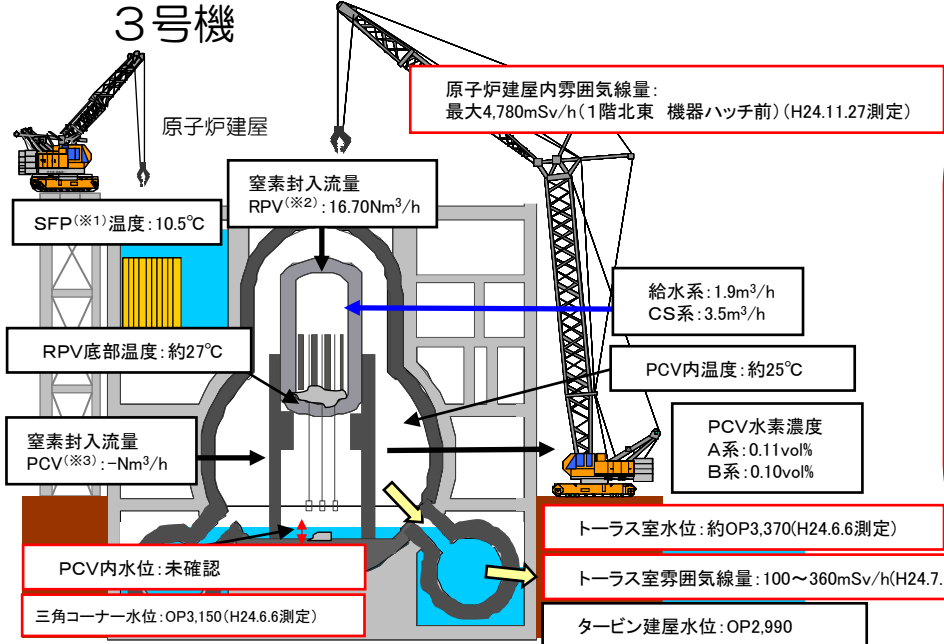 ３号機
原子炉建屋
原子炉建屋内雰囲気線量：
最大4,780mSv/h（１階北東　機器ハッチ前）（H24.11.27測定）
窒素封入流量
RPV(※2)：16.70Nm³/h
SFP(※1)温度：10.5℃
給水系：1.9m³/h
CS系：3.5m³/h
RPV底部温度：約27℃
PCV内温度：約25℃
窒素封入流量
PCV(※3)：−Nm³/h
PCV水素濃度
A系：0.11vol%
B系：0.10vol%
トーラス室水位：約OP3,370(H24.6.6測定)
PCV内水位：未確認
トーラス室雰囲気線量：100～360mSv/h(H24.7.
三角コーナー水位：OP3,150(H24.6.6測定)
タービン建屋水位：OP2,990